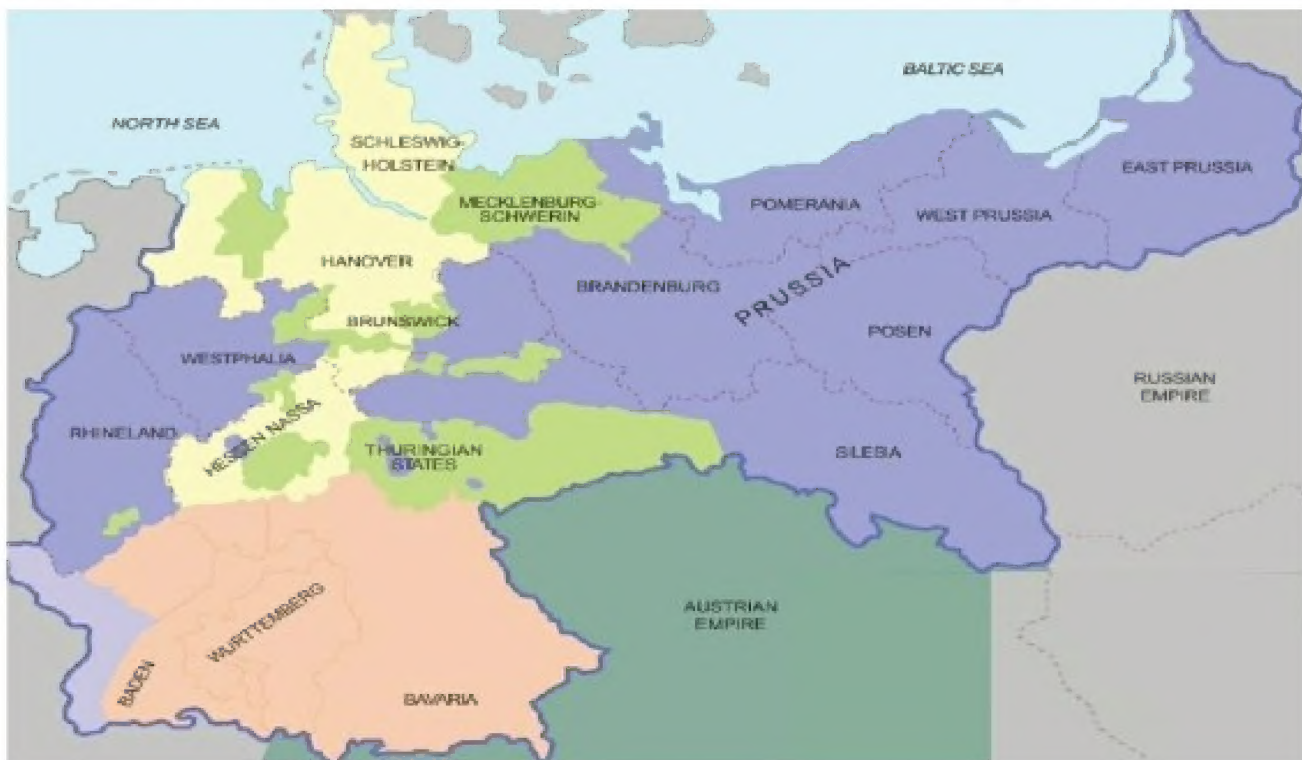 BALTIC SEA
NORTH SEA
SCHLESWIG-
HOLSTEIN
EAST PRUSSIA
MECKLENBURG-
SCHWERIN
POMERANIA
WEST PRUSSIA
HANOVER
BRANDENBURG
PRUSSIA
BRUNSWICK
POSEN
WESTPHALIA
RUSSIAN
EMPIRE
HESSEN NASSA
RHINELAND
THURINGIAN
STATES
SILESIA
AUSTRIAN
EMPIRE
WURTTEMBERG
BADEN
BAVARIA